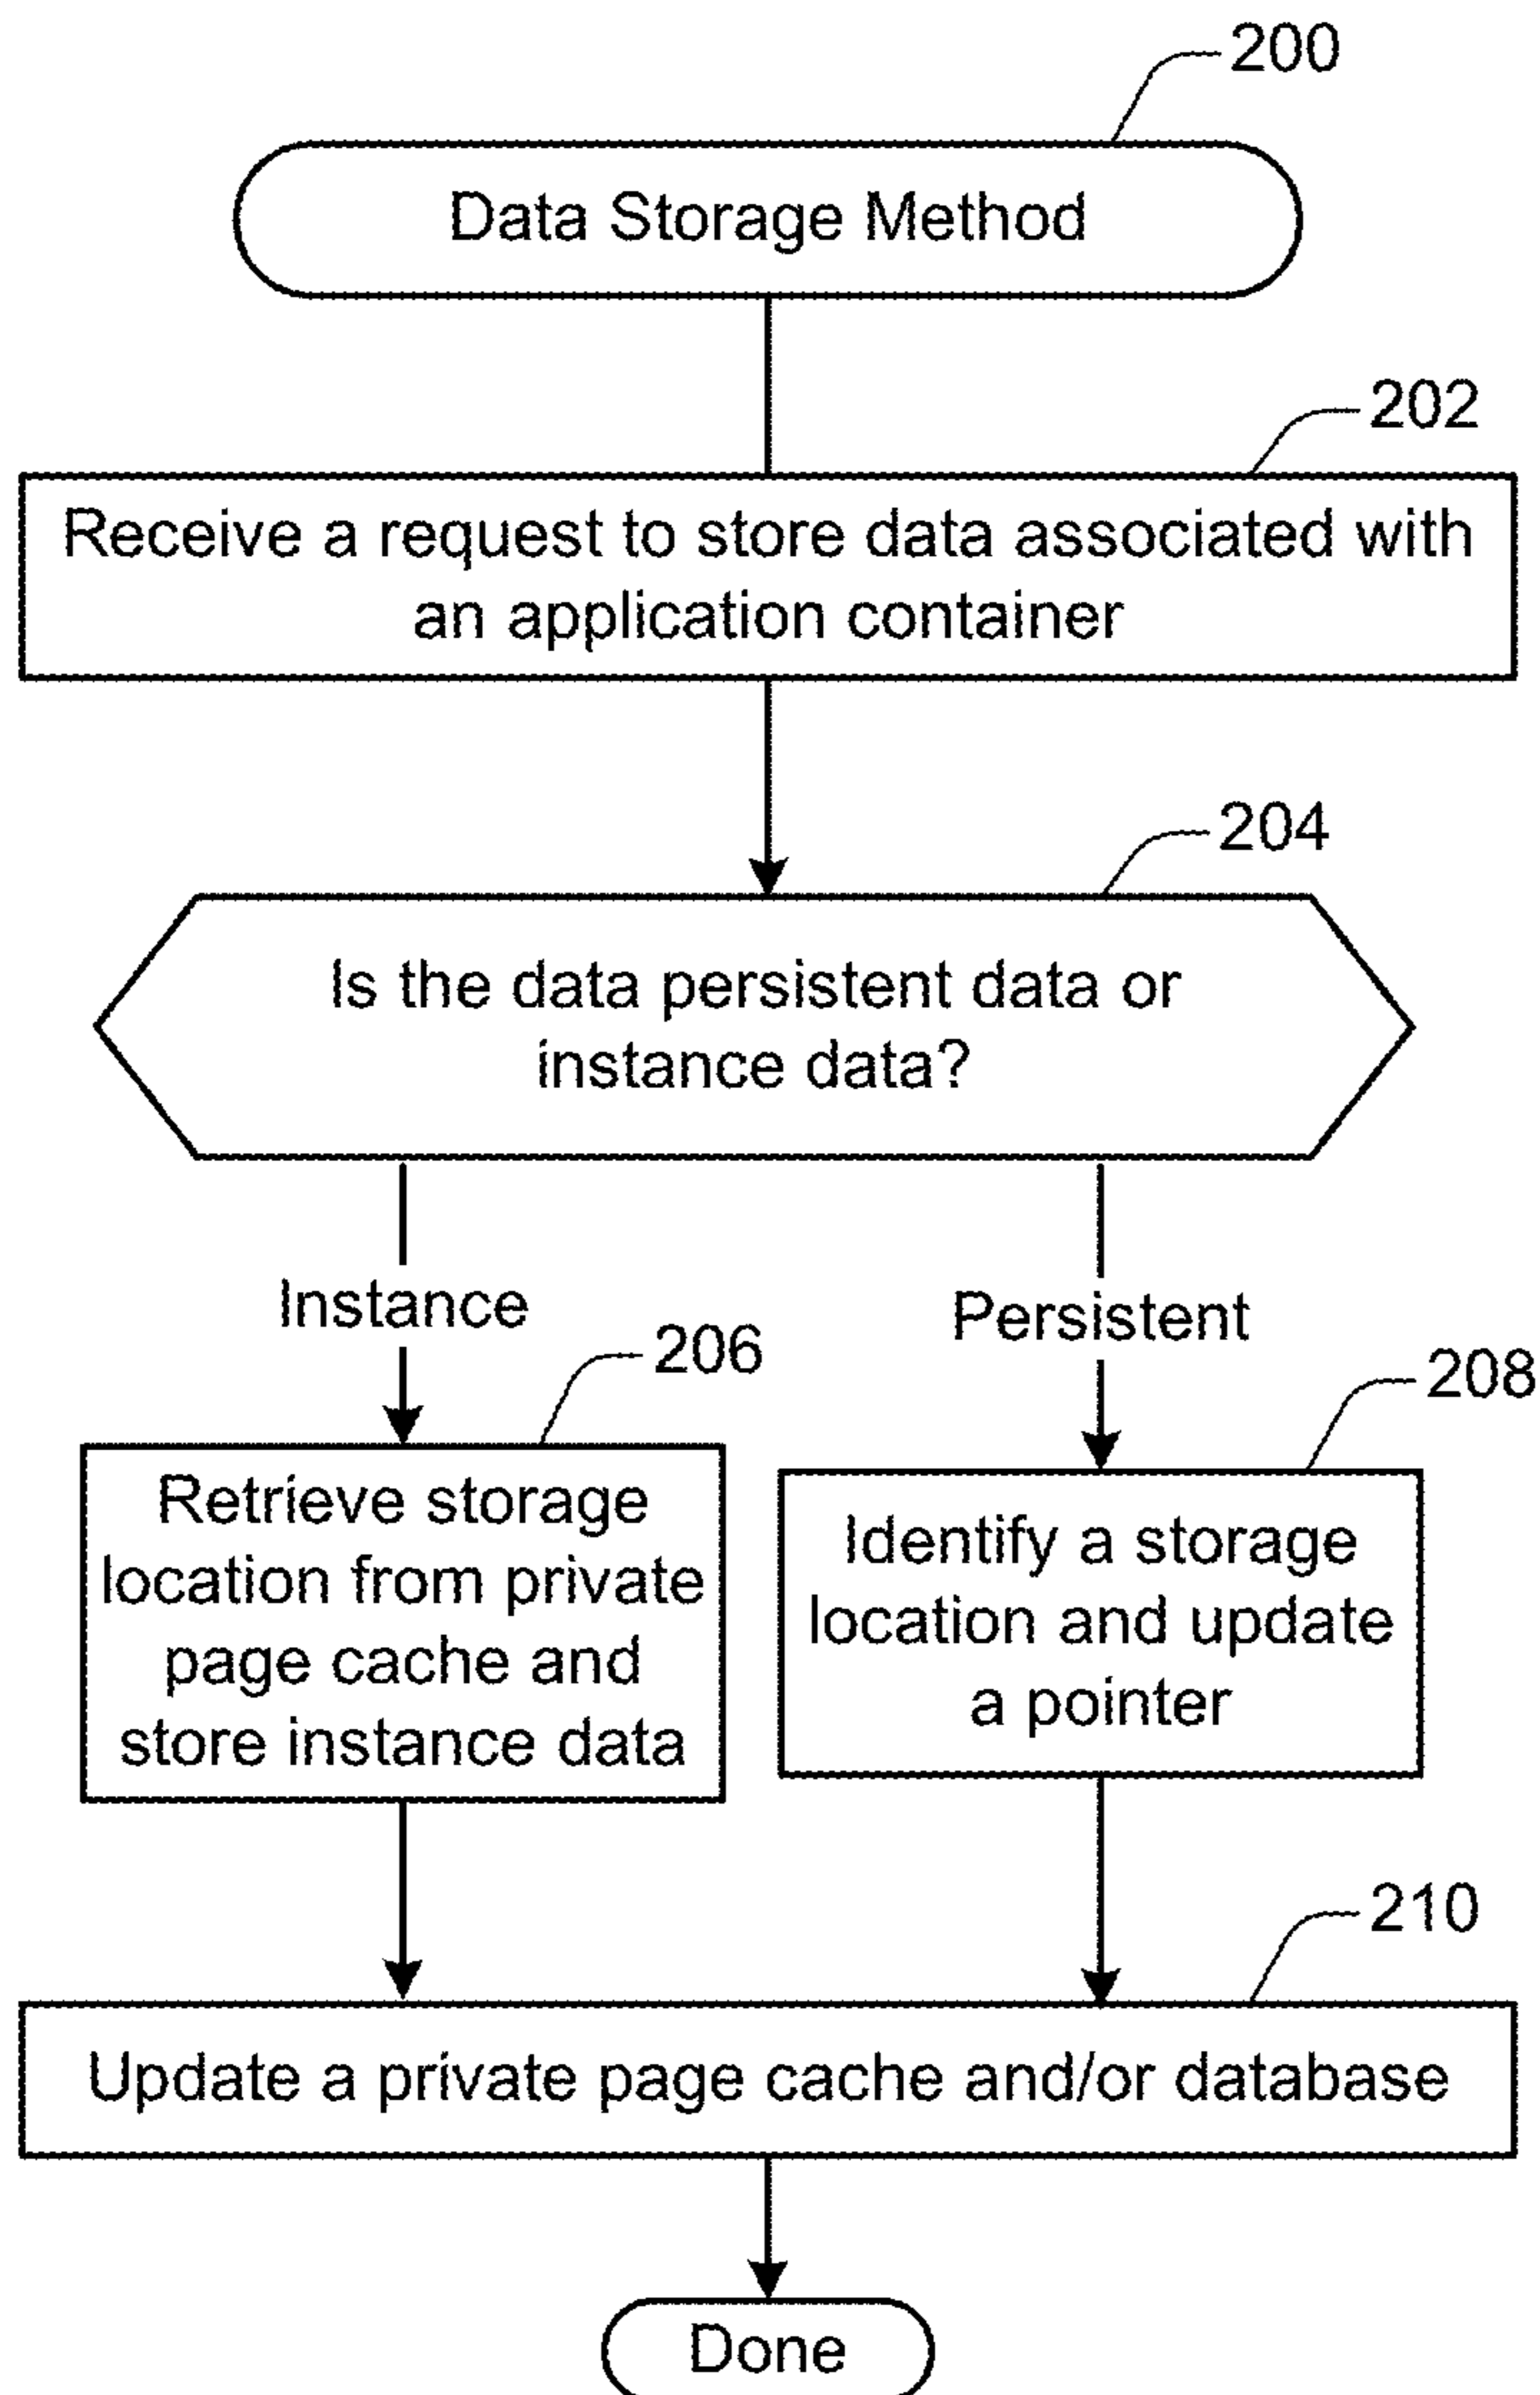 200
Data Storage Method
202
Receive a request to store data associated with
an application container
204
Is the data persistent data or
instance data?
Instance
Persistent
206
Retrieve storage
location from private
page cache and
store instance data
208
Identify a storage
location and update
a pointer
210
Update a private page cache and/or database
Done